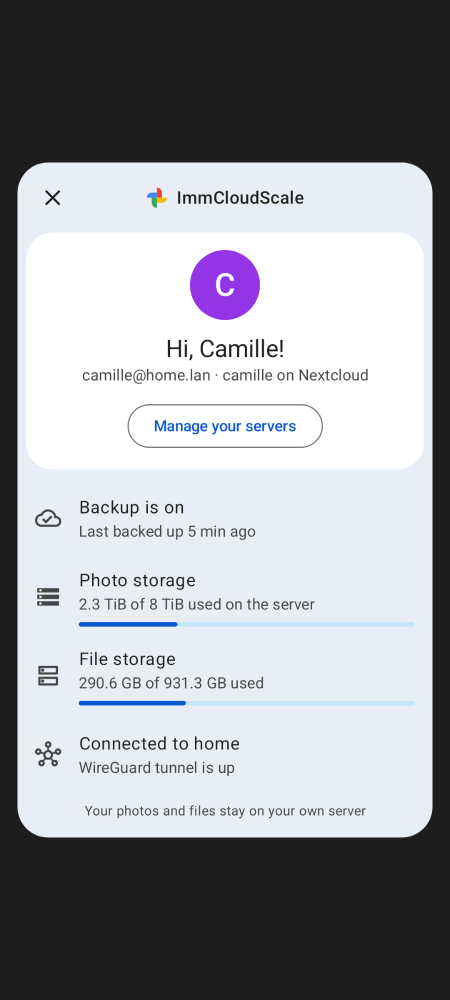 ImmCloudScale
C
Hi, Camille!
camille@home.lan · camille on Nextcloud
Manage your servers
Backup is on
Last backed up 5 min ago
Photo storage
2.3 TiB of 8 TiB used on the server
File storage
290.6 GB of 931.3 GB used
Connected to home
WireGuard tunnel is up
Your photos and files stay on your own server